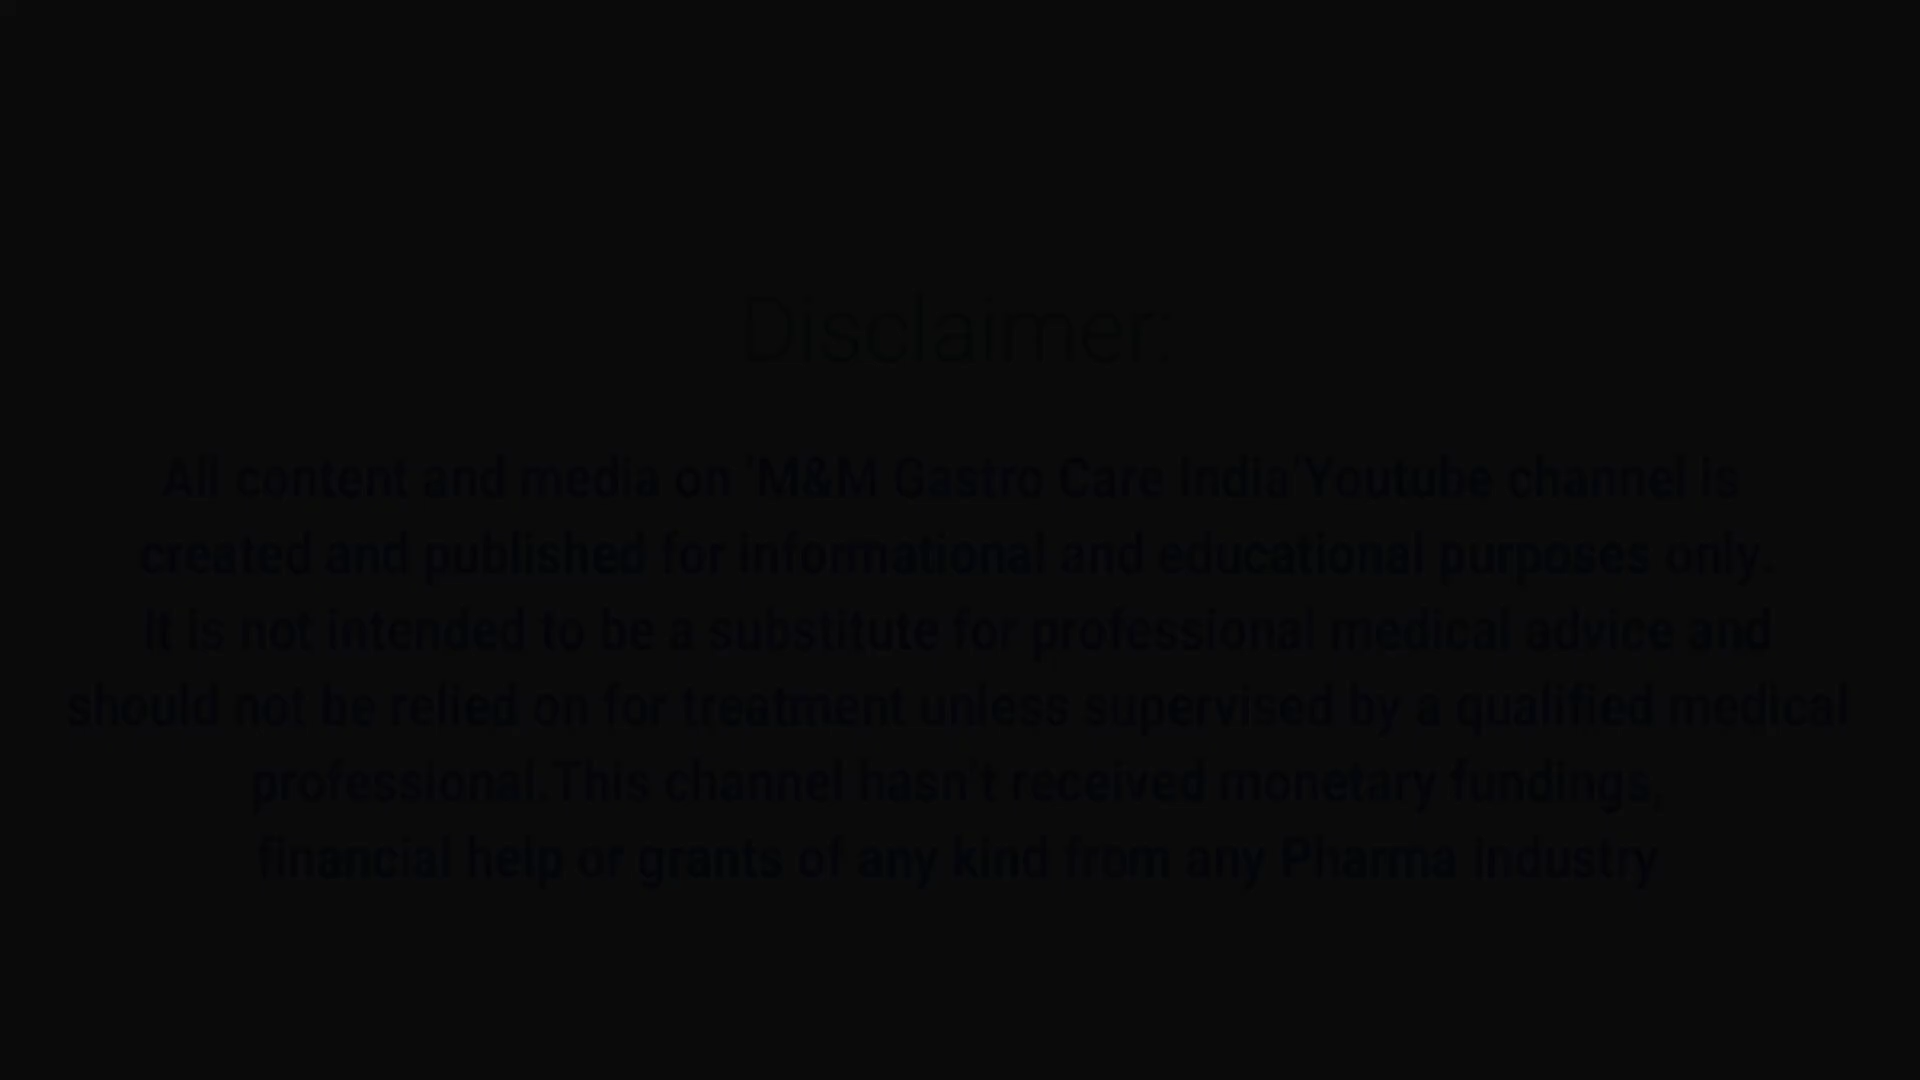 Disclaimer:
All content and media on 'M&M Gastro Care India'Youtube channel is
created and published for informational and educational purposes only.
it is not intended to be a substitute for professional medical advice and
should not be relied on for treatment unless supervised by a qualified medical
professional.This channel hasn't received monetary fundings,
financial help or grants of any kind from any Pharma industry